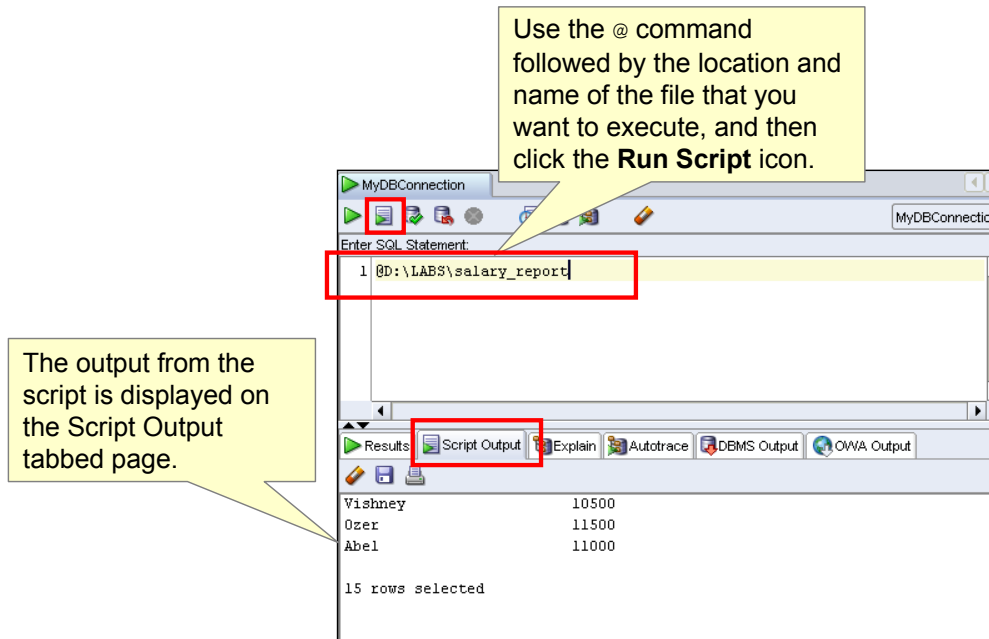 Use the @ command
followed by the location and
name of the file that you
want to execute, and then
click the Run Script icon.
MyDBConnection
MyDBConnectio
Enter SQL Statement:
1 @D:\LABS\salary_report
The output from the
script is displayed on
the Script Output
tabbed page.
Results Script Output Explain Autotrace DBMS Output OWA Output
Vishney 10500
Ozer 11500
Abel 11000
15 rows selected